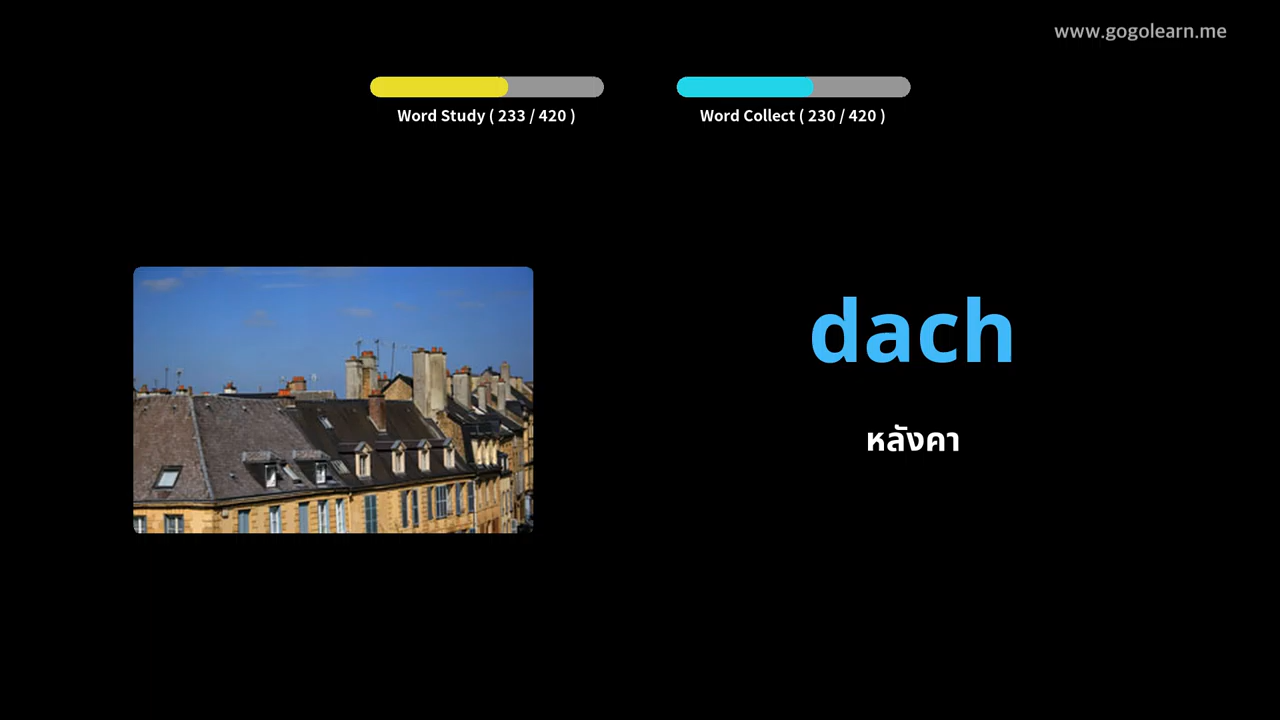 www.gogolearn.me
Word Study ( 233 / 420 )
Word Collect ( 230 / 420 )
dach
หลังคา